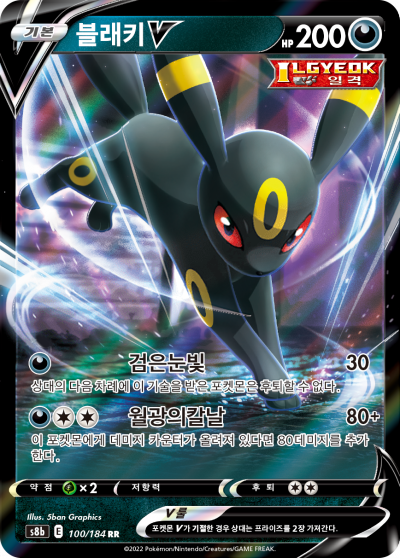 기본 블래키 V HP 200
ILGYEOK
일격
검은눈빛 30
상대의 다음 차례에 이 기술을 받은 포켓몬은 후퇴할 수 없다.
월광의칼날 80+
이 포켓몬에게 데미지 카운터가 올려져 있다면 80데미지를 추가
한다.
약점 ×2 저항력 후퇴
Illus. 5ban Graphics
V 룰
포켓몬 V가 기절한 경우 상대는 프라이즈를 2장 가져간다.
s8b E 100/184 RR
©2022 Pokémon/Nintendo/Creatures/GAME FREAK.